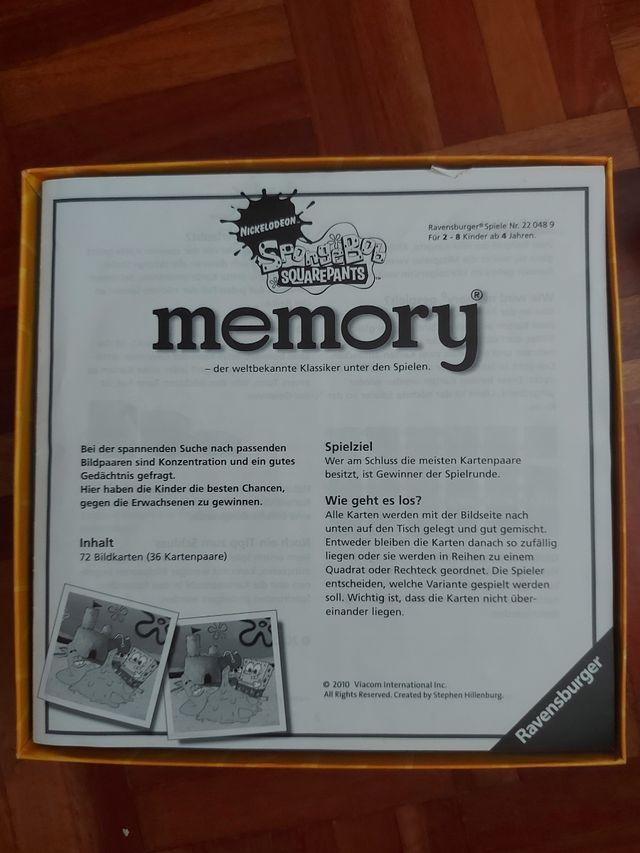 NICKELODEON
SpongeBob
SQUAREPANTS
Ravensburger® Spiele Nr. 22 048 9
Für 2 - 8 Kinder ab 4 Jahren.
memory®
– der weltbekannte Klassiker unter den Spielen.
Bei der spannenden Suche nach passenden
Bildpaaren sind Konzentration und ein gutes
Gedächtnis gefragt.
Hier haben die Kinder die besten Chancen,
gegen die Erwachsenen zu gewinnen.
Inhalt
72 Bildkarten (36 Kartenpaare)
Spielziel
Wer am Schluss die meisten Kartenpaare
besitzt, ist Gewinner der Spielrunde.
Wie geht es los?
Alle Karten werden mit der Bildseite nach
unten auf den Tisch gelegt und gut gemischt.
Entweder bleiben die Karten danach so zufällig
liegen oder sie werden in Reihen zu einem
Quadrat oder Rechteck geordnet. Die Spieler
entscheiden, welche Variante gespielt werden
soll. Wichtig ist, dass die Karten nicht über-
einander liegen.
© 2010 Viacom International Inc.
All Rights Reserved. Created by Stephen Hillenburg.
Ravensburger